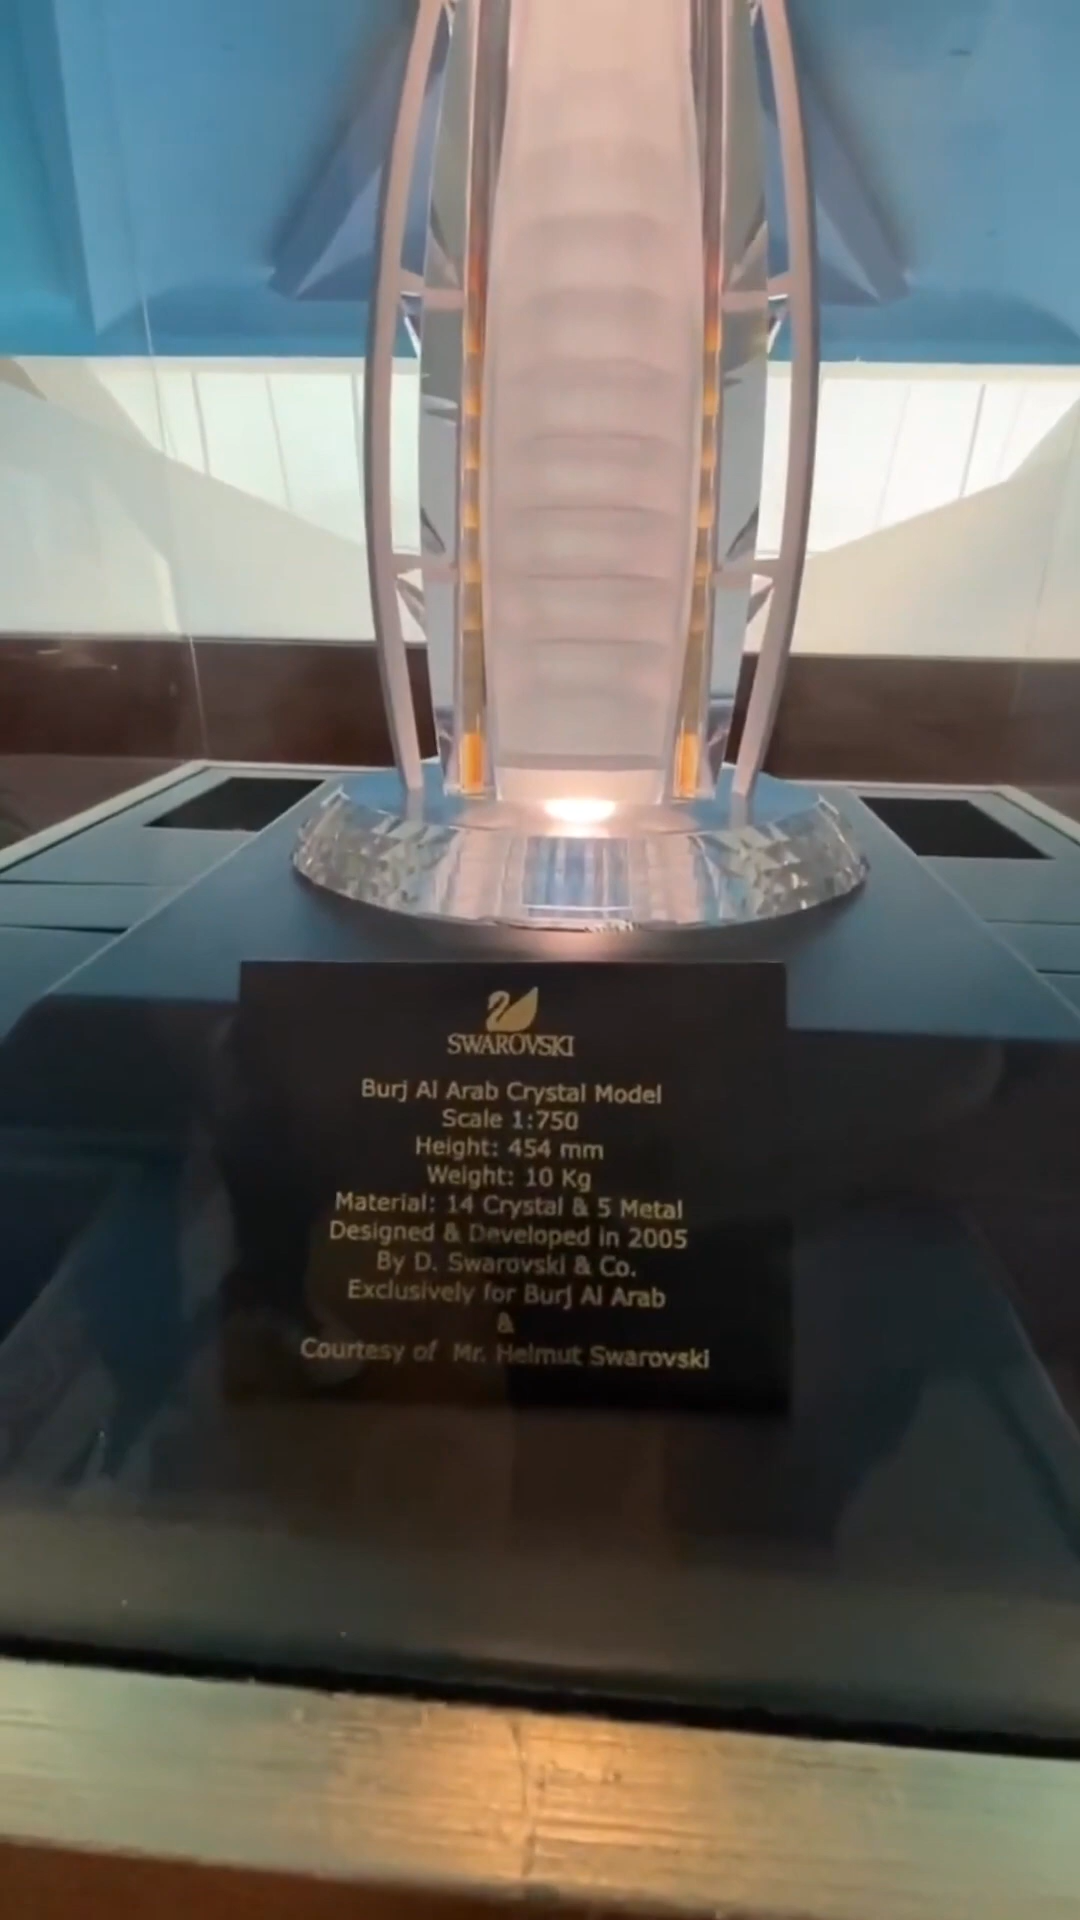 SWAROVSKI
Burj Al Arab Crystal Model
Scale 1:750
Height: 454 mm
Weight: 10 Kg
Material: 14 Crystal & 5 Metal
Designed & Developed in 2005
By D. Swarovski & Co.
Exclusively for Burj Al Arab
&
Courtesy of Mr. Helmut Swarovski